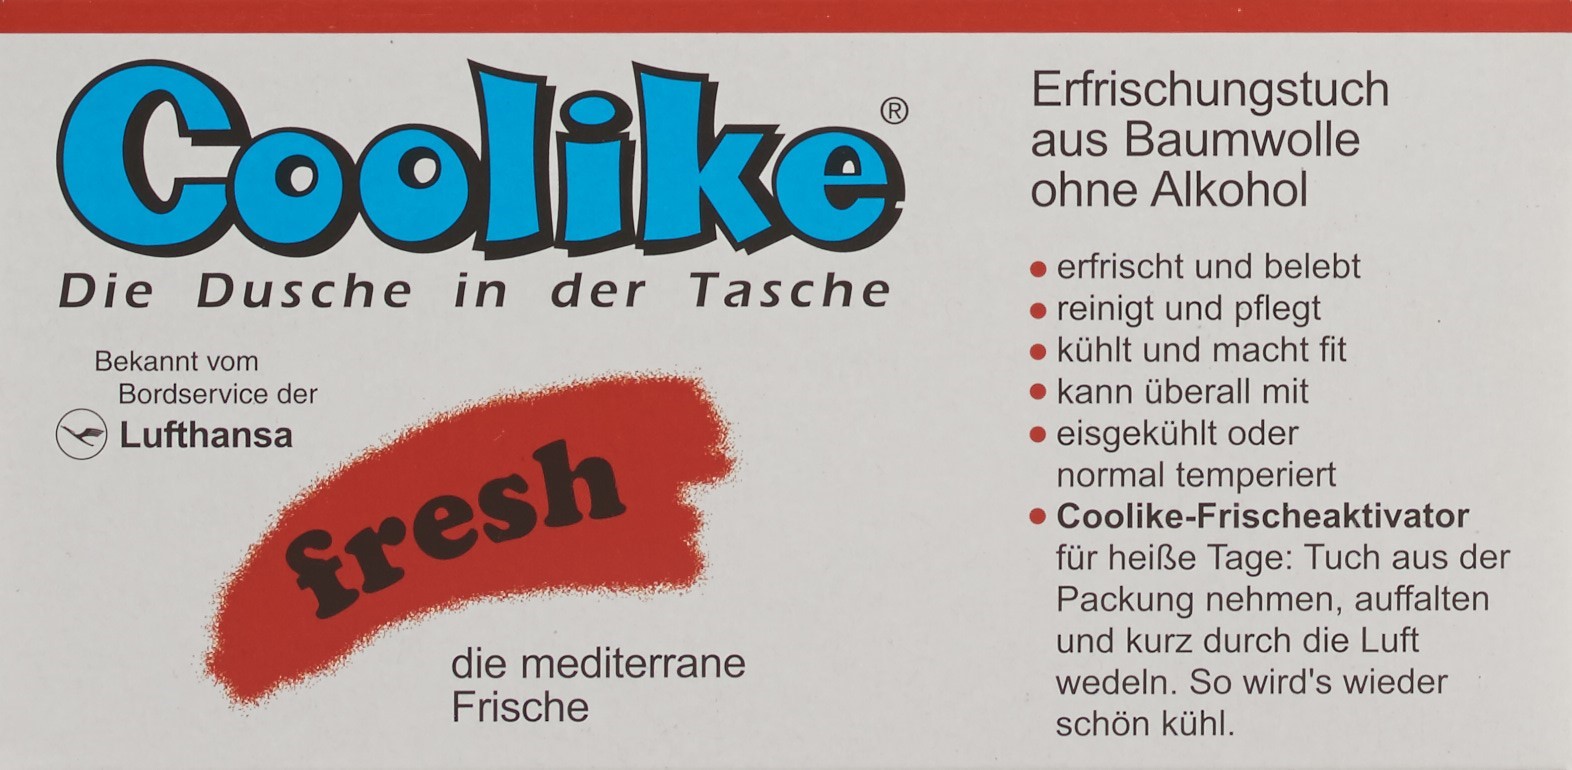 Coolike®
Die Dusche in der Tasche
Bekannt vom
Bordservice der
Lufthansa
fresh
die mediterrane
Frische
Erfrischungstuch
aus Baumwolle
ohne Alkohol
• erfrischt und belebt
• reinigt und pflegt
• kühlt und macht fit
• kann überall mit
• eisgekühlt oder
normal temperiert
• Coolike-Frischeaktivator
für heiße Tage: Tuch aus der
Packung nehmen, auffalten
und kurz durch die Luft
wedeln. So wird's wieder
schön kühl.